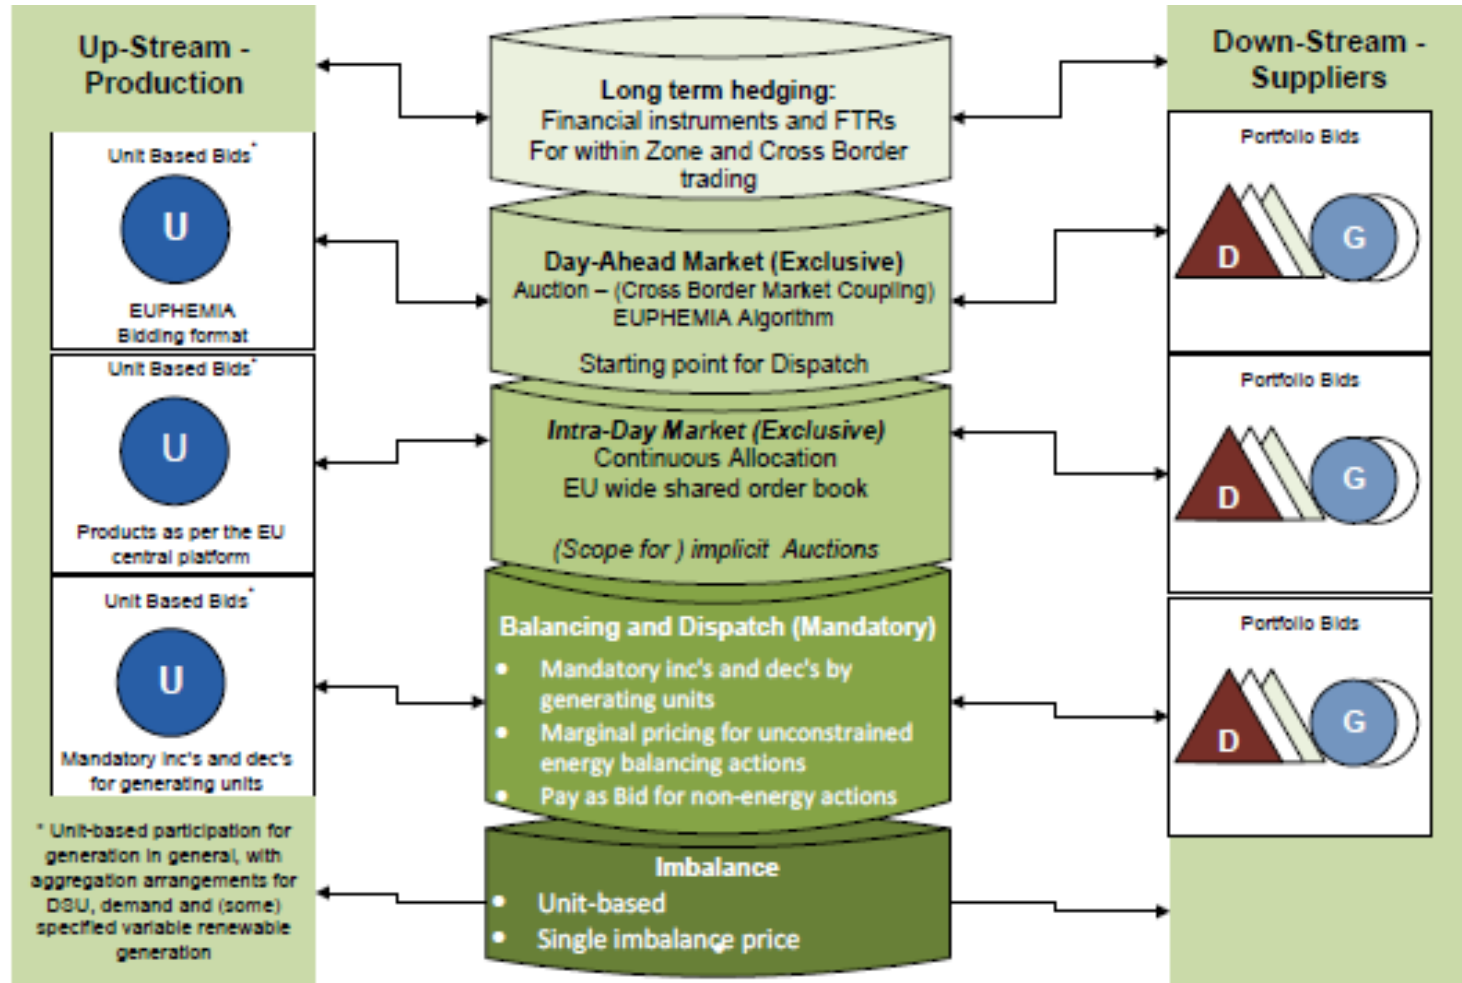 Up-Stream -
Production
Unit Based Bids*
U
EUPHEMIA
Bidding format
Unit Based Bids*
U
Products as per the EU
central platform
Unit Based Bids*
U
Mandatory inc's and dec's
for generating units
* Unit-based participation for
generation in general, with
aggregation arrangements for
DSU, demand and (some)
specified variable renewable
generation
Long term hedging:
Financial instruments and FTRs
For within Zone and Cross Border
trading
Day-Ahead Market (Exclusive)
Auction – (Cross Border Market Coupling)
EUPHEMIA Algorithm
Starting point for Dispatch
Intra-Day Market (Exclusive)
Continuous Allocation
EU wide shared order book
(Scope for ) implicit Auctions
Balancing and Dispatch (Mandatory)
• Mandatory inc's and dec's by
generating units
• Marginal pricing for unconstrained
energy balancing actions
• Pay as Bid for non-energy actions
Imbalance
• Unit-based
• Single imbalance price
Down-Stream -
Suppliers
Portfolio Bids
D G
Portfolio Bids
D G
Portfolio Bids
D G